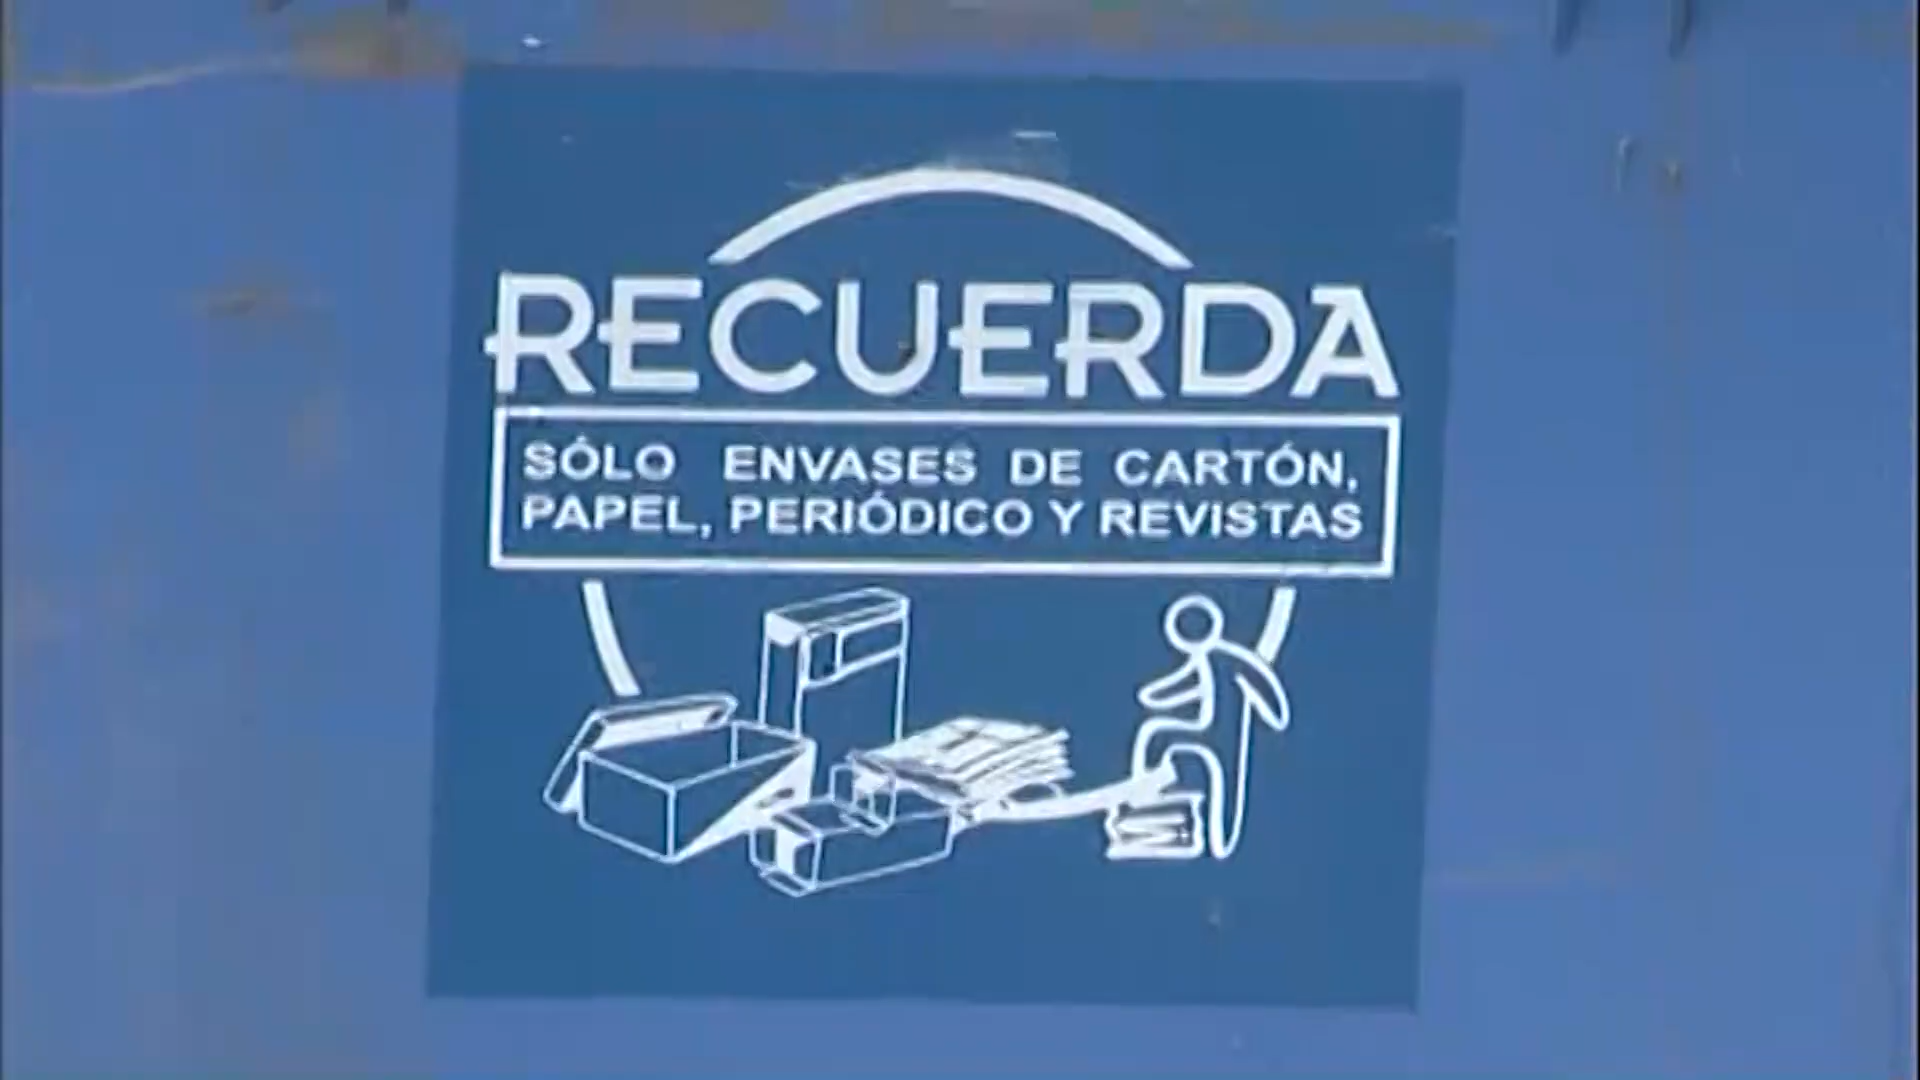 RECUERDA
SÓLO ENVASES DE CARTÓN,
PAPEL, PERIÓDICO Y REVISTAS